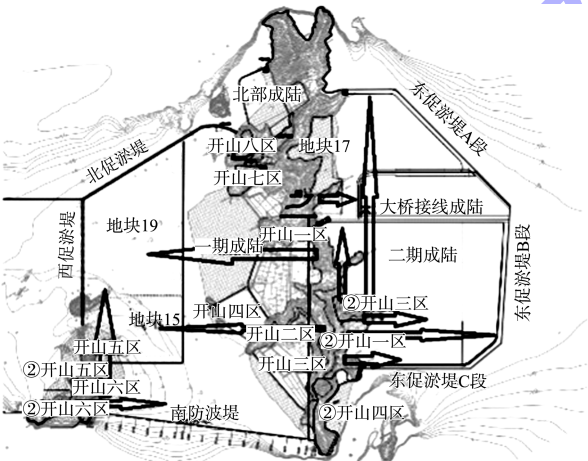 北部成陆
东促淤堤A段
地块17
开山八区
北促淤堤
开山七区
大桥接线成陆
地块19
开山一区
一期成陆
二期成陆
西促淤堤
东促淤堤B段
②开山三区
开山四区
地块15
开山二区
②开山一区
开山五区
开山三区
②开山五区
东促淤堤C段
开山六区
②开山六区
南防波堤
②开山四区